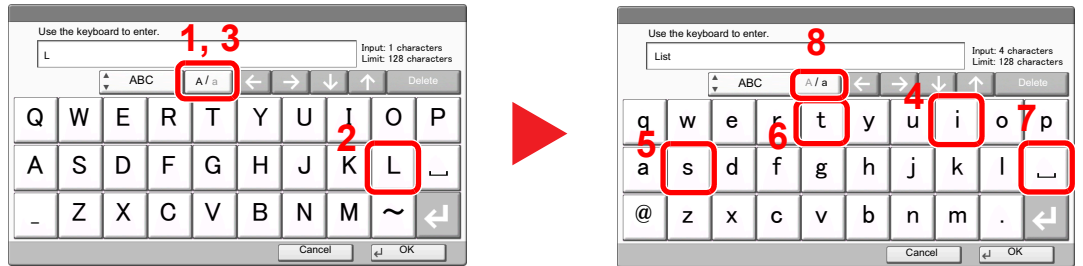 Use the keyboard to enter.
1, 3
L
Input: 1 characters
Limit: 128 characters
ABC
A / a
← → ↓ ↑
Delete
Q W E R T Y U I O P
2
A S D F G H J K L ⎵
_ Z X C V B N M ~ ↵
Cancel
↵ OK
Use the keyboard to enter.
8
List
Input: 4 characters
Limit: 128 characters
ABC
A / a
← → ↓ ↑
Delete
4
7
q w e r t y u i o p
5
6
a s d f g h j k l ⎵
@ z x c v b n m . ↵
Cancel
↵ OK